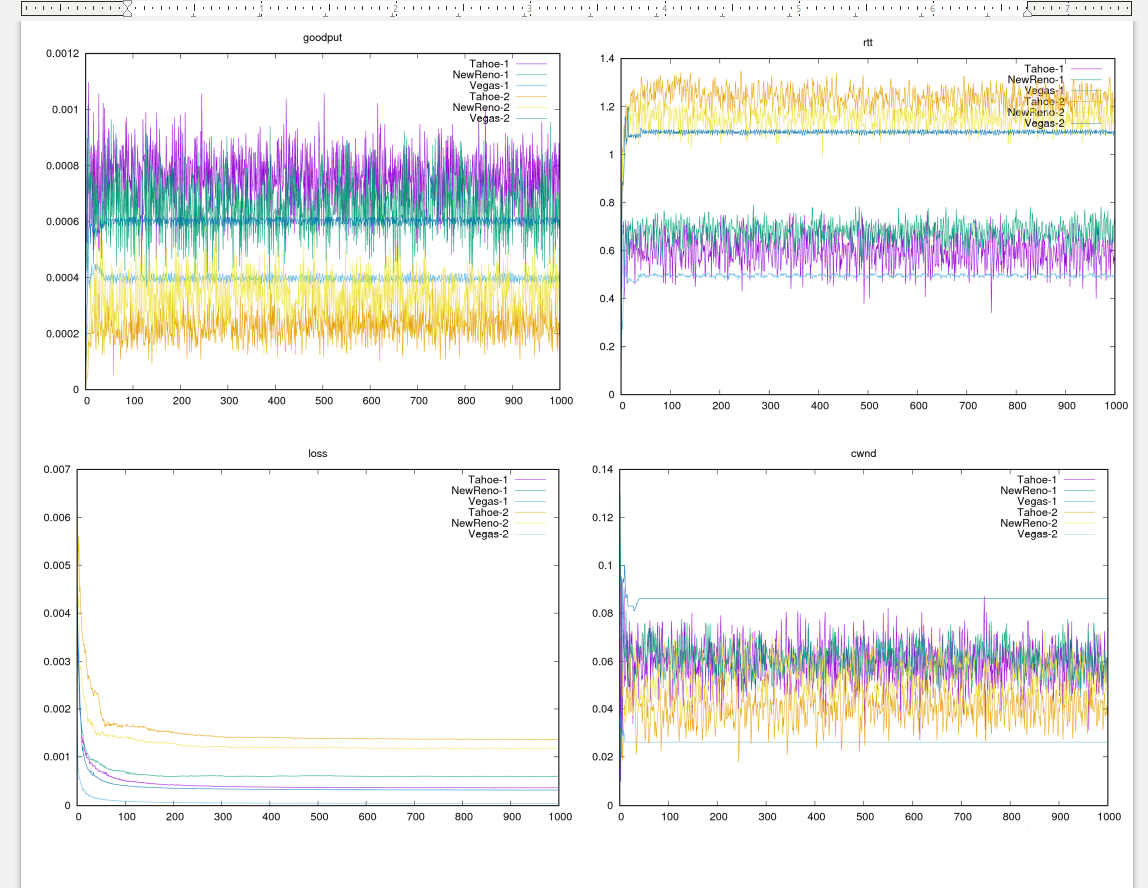 1 2 3 4 5 6 7
goodput
0.0012
0.001
0.0008
0.0006
0.0004
0.0002
0
0 100 200 300 400 500 600 700 800 900 1000
Tahoe-1
NewReno-1
Vegas-1
Tahoe-2
NewReno-2
Vegas-2
rtt
1.4
1.2
1
0.8
0.6
0.4
0.2
0
0 100 200 300 400 500 600 700 800 900 1000
Tahoe-1
NewReno-1
Vegas-1
Tahoe-2
NewReno-2
Vegas-2
loss
0.007
0.006
0.005
0.004
0.003
0.002
0.001
0
0 100 200 300 400 500 600 700 800 900 1000
Tahoe-1
NewReno-1
Vegas-1
Tahoe-2
NewReno-2
Vegas-2
cwnd
0.14
0.12
0.1
0.08
0.06
0.04
0.02
0
0 100 200 300 400 500 600 700 800 900 1000
Tahoe-1
NewReno-1
Vegas-1
Tahoe-2
NewReno-2
Vegas-2